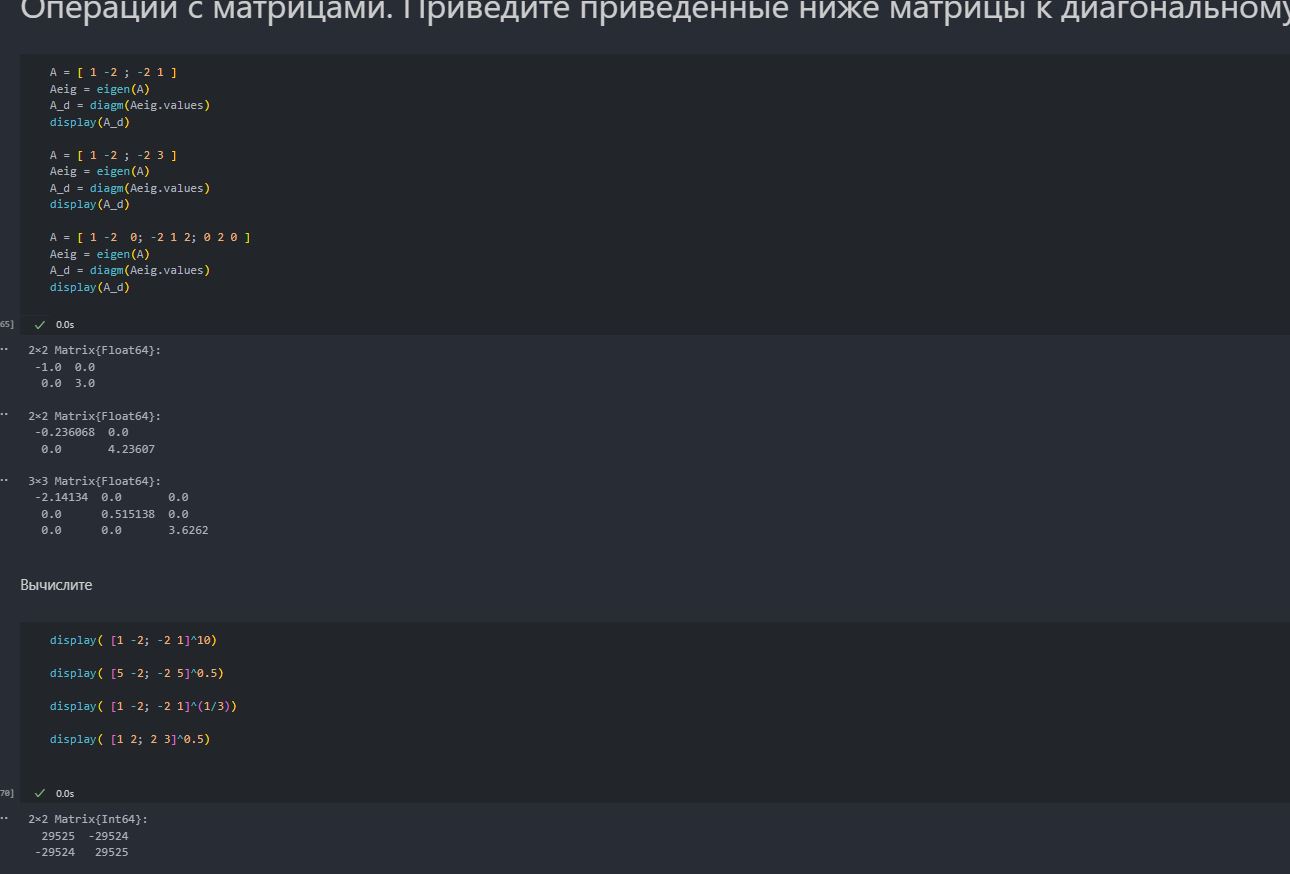 Операции с матрицами. Приведите приведенные ниже матрицы к диагональному
A = [ 1 -2 ; -2 1 ]
Aeig = eigen(A)
A_d = diagm(Aeig.values)
display(A_d)
A = [ 1 -2 ; -2 3 ]
Aeig = eigen(A)
A_d = diagm(Aeig.values)
display(A_d)
A = [ 1 -2  0; -2 1 2; 0 2 0 ]
Aeig = eigen(A)
A_d = diagm(Aeig.values)
display(A_d)
65]
0.0s
2×2 Matrix{Float64}:
-1.0  0.0
0.0  3.0
2×2 Matrix{Float64}:
-0.236068  0.0
0.0       4.23607
3×3 Matrix{Float64}:
-2.14134  0.0       0.0
0.0      0.515138  0.0
0.0      0.0       3.6262
Вычислите
display( [1 -2; -2 1]^10)
display( [5 -2; -2 5]^0.5)
display( [1 -2; -2 1]^(1/3))
display( [1 2; 2 3]^0.5)
70]
0.0s
2×2 Matrix{Int64}:
29525  -29524
-29524   29525